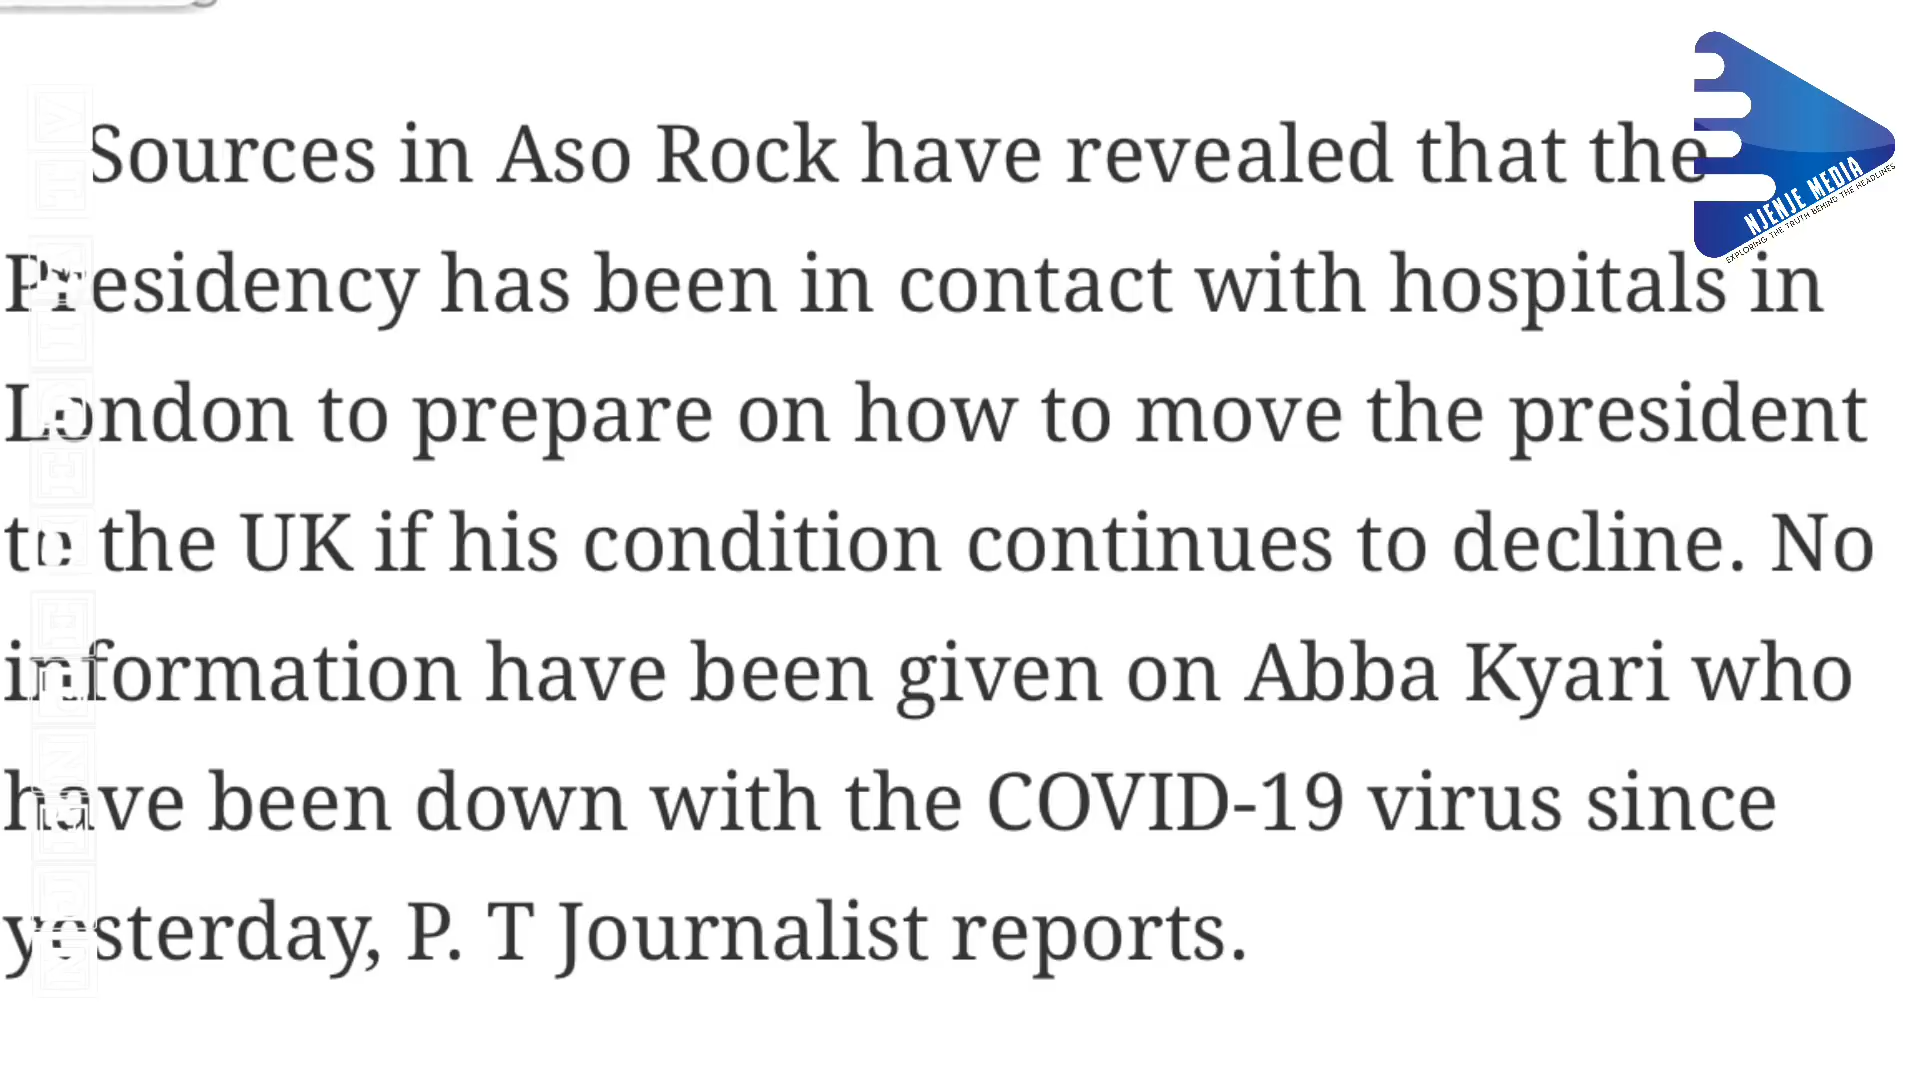 Sources in Aso Rock have revealed that the
Presidency has been in contact with hospitals in
London to prepare on how to move the president
to the UK if his condition continues to decline. No
information have been given on Abba Kyari who
have been down with the COVID-19 virus since
yesterday, P. T Journalist reports.
NJENJE MEDIA
EXPLORING THE TRUTH BEHIND THE HEADLINES
NJENJE MEDIA TV